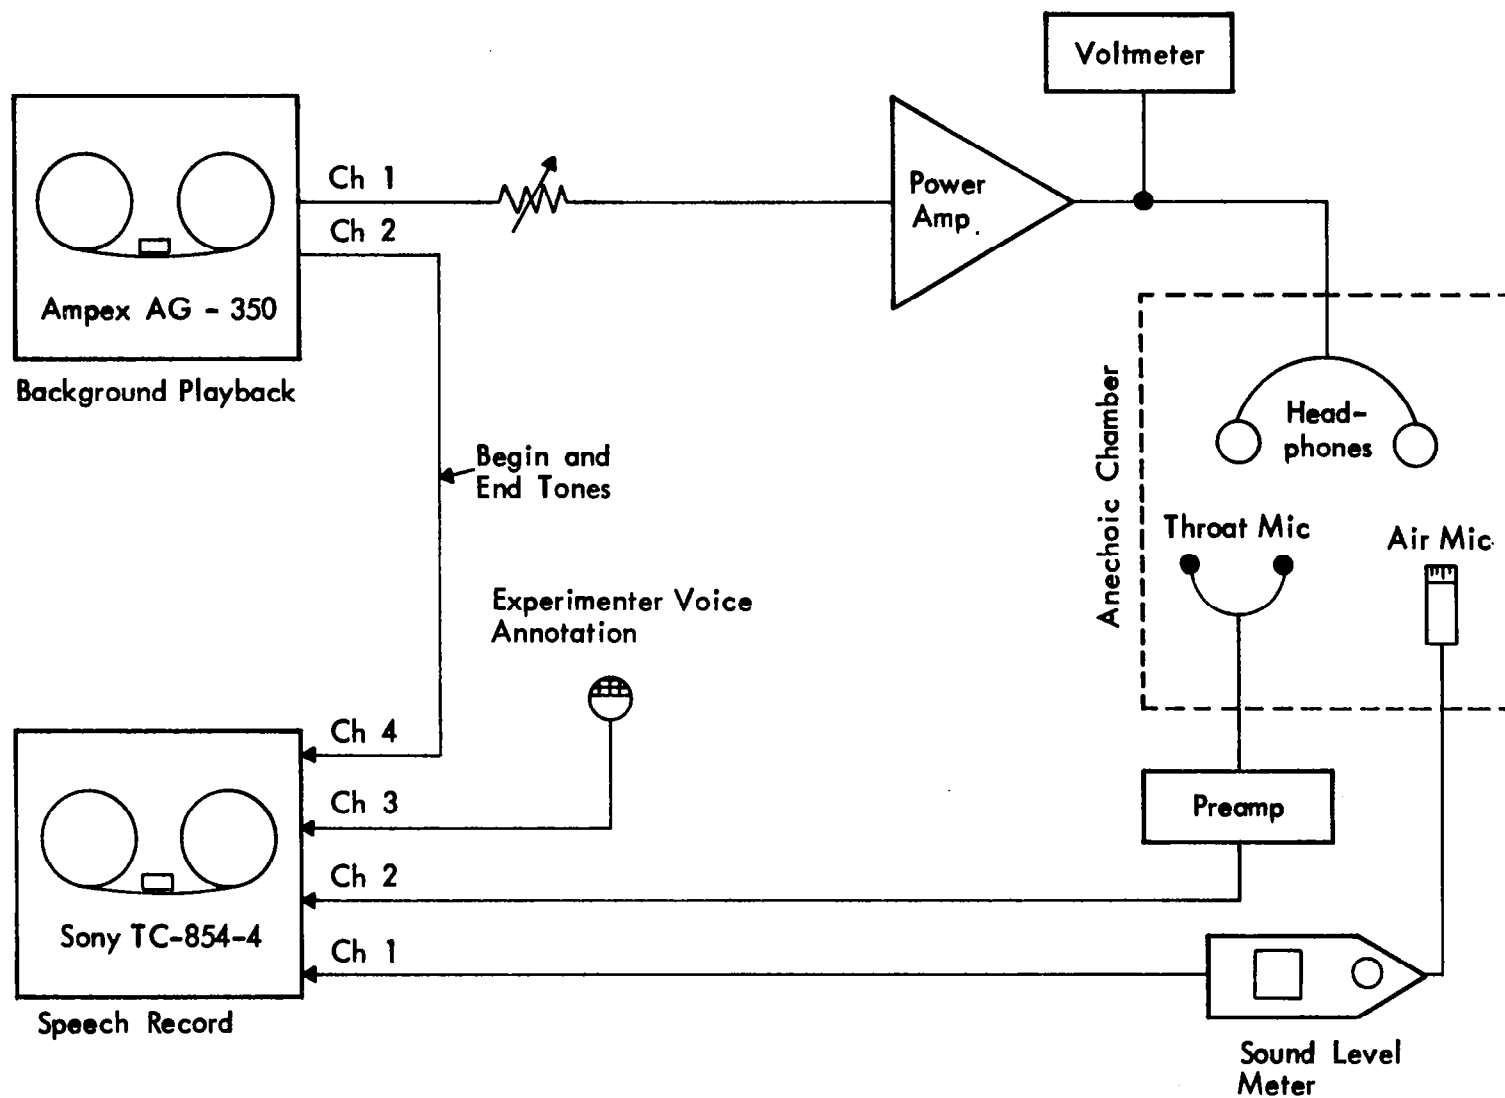 Voltmeter
Ch 1
Power
Amp.
Ch 2
Ampex AG - 350
Background Playback
Head-
phones
Anechoic Chamber
Begin and
End Tones
Throat Mic
Air Mic
Experimenter Voice
Annotation
Ch 4
Ch 3
Preamp
Ch 2
Sony TC-854-4
Ch 1
Speech Record
Sound Level
Meter